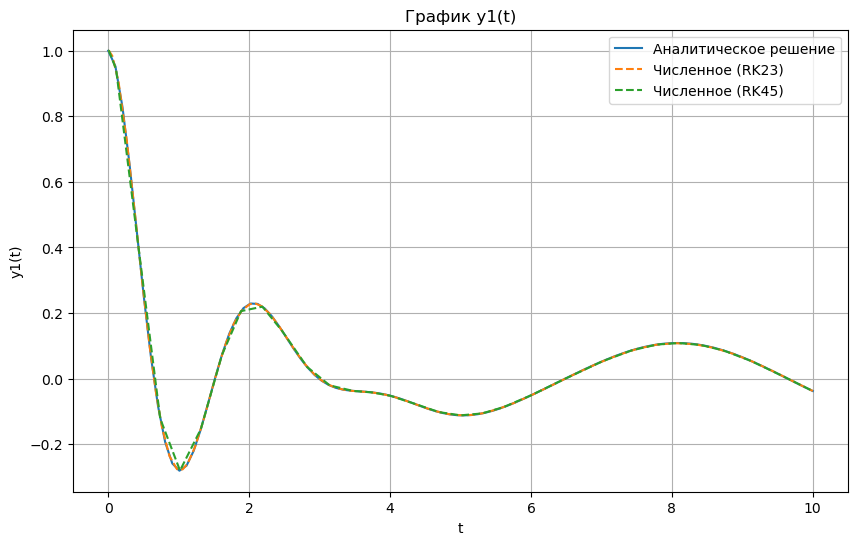 График y1(t)
Аналитическое решение
Численное (RK23)
Численное (RK45)
y1(t)
1.0
0.8
0.6
0.4
0.2
0.0
−0.2
0 2 4 6 8 10
t